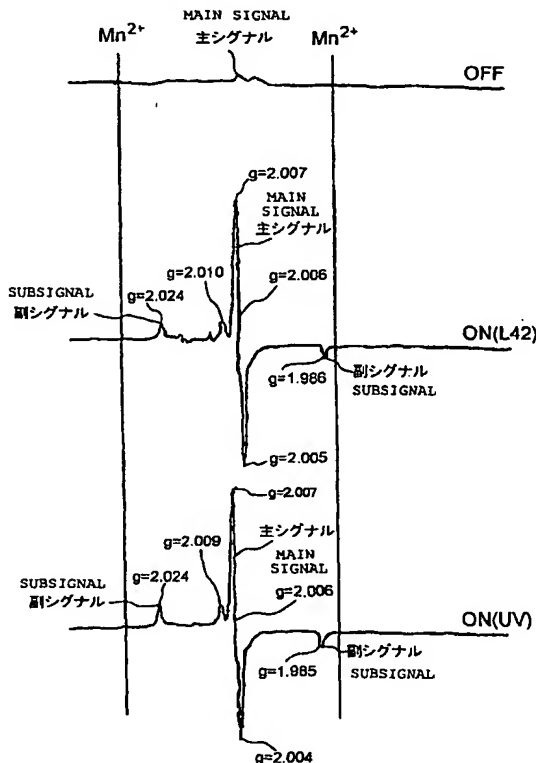 MAIN SIGNAL
主シグナル
Mn²⁺
Mn²⁺
OFF
g=2.007
MAIN
SIGNAL
主シグナル
g=2.010
g=2.006
SUBSIGNAL
副シグナル
g=2.024
ON(L42)
g=1.986
副シグナル
SUBSIGNAL
g=2.005
g=2.007
主シグナル
g=2.009
MAIN
SIGNAL
g=2.024
SUBSIGNAL
副シグナル
g=2.006
ON(UV)
g=1.985
副シグナル
SUBSIGNAL
g=2.004